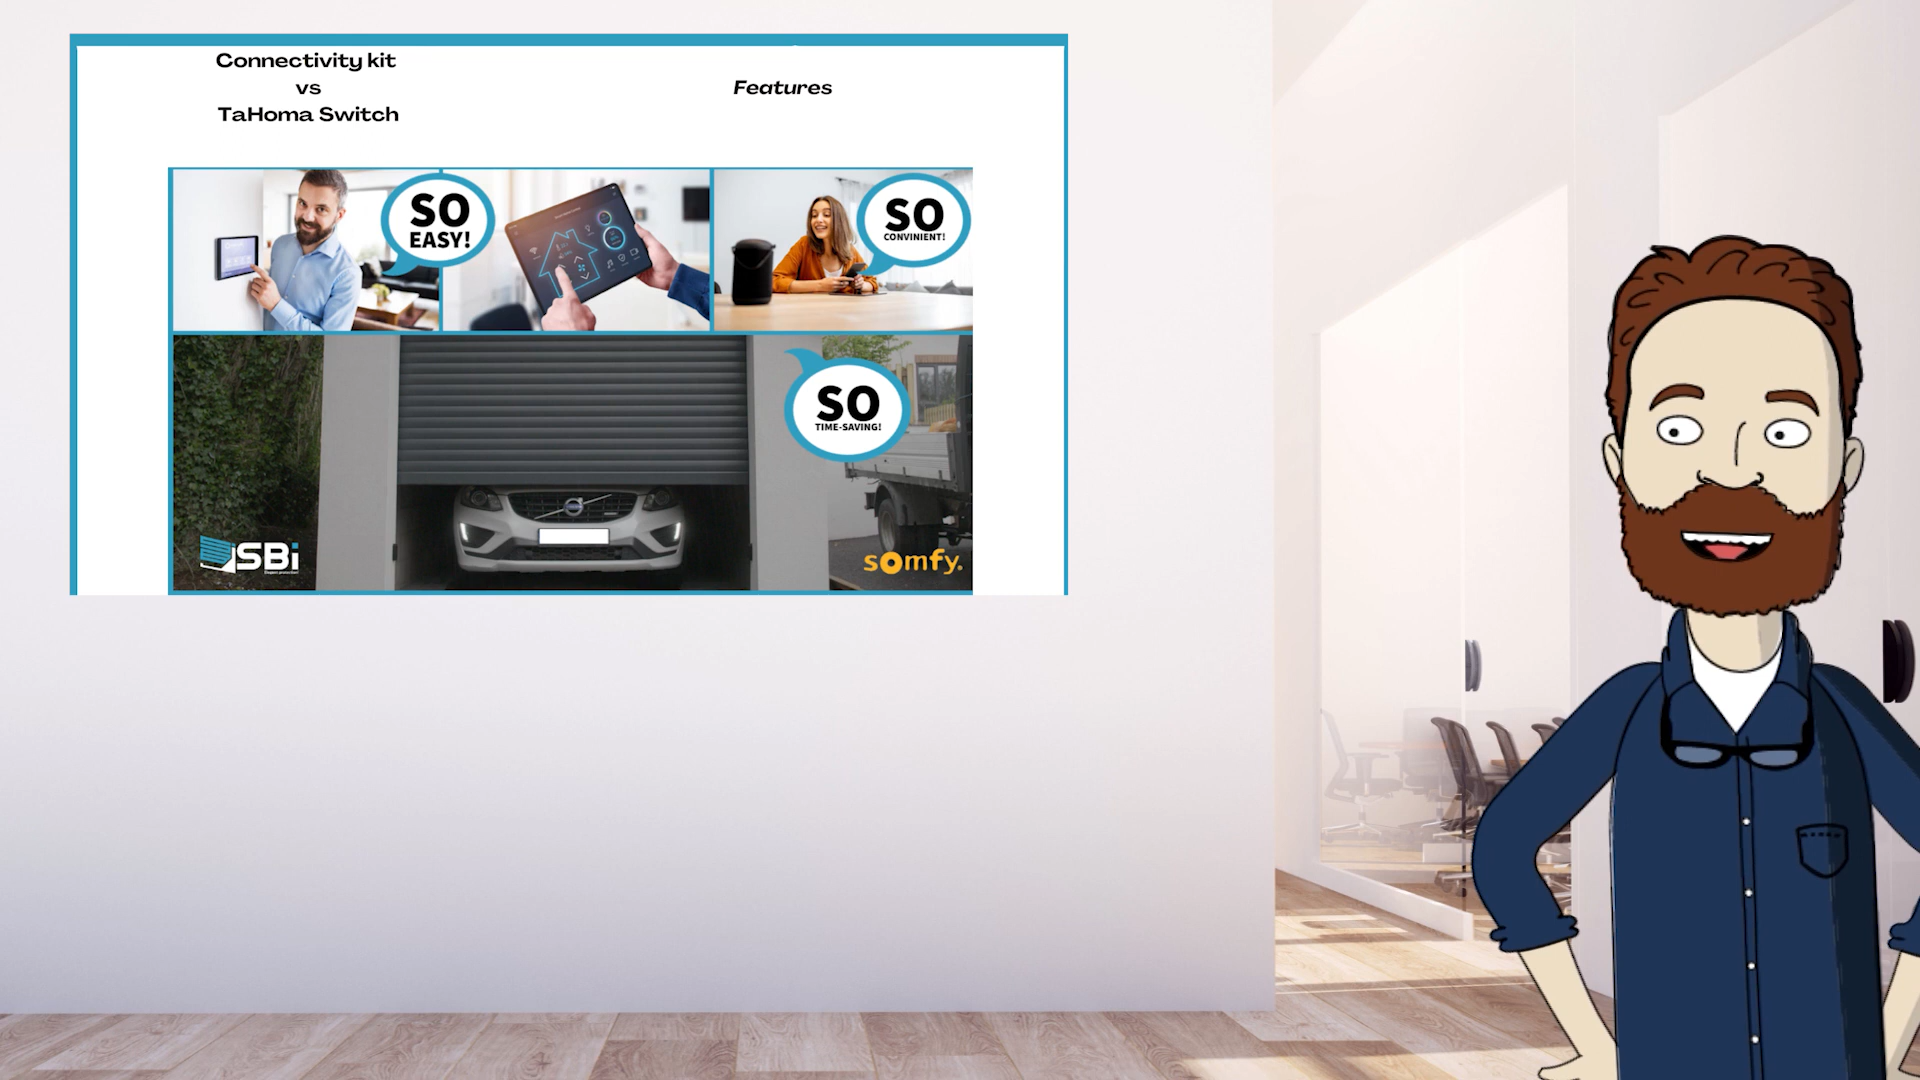 Connectivity kit
vs
TaHoma Switch
Features
SO
EASY!
SO
CONVINIENT!
SO
TIME-SAVING!
SBi
somfy.